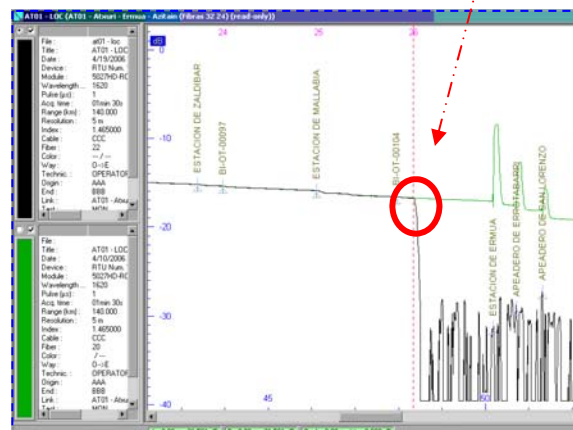 AT01 - LOC (AT01 - Atxuri - Ermua - Azitain (Fibras 32 24) (read-only))
File : at01 - loc
Title : AT01 - LOC
Date : 4/19/2006
Device : RTU Num.
Module : 5027HD-RC
Wavelength... 1620
Pulse (µs) : 1
Acq. time : 01min 30s
Range (km) : 140.000
Resolution : 5 m
Index : 1.465000
Cable : CCC
Fiber : 22
Color : -- / --
Way : O->E
Technic. : OPERATOR
Origin : AAA
End : BBB
Link : AT01 - Atxu
Text : MON
File :
Title : AT01 - LOC
Date : 4/10/2006
Device : RTU Num.
Module : 5027HD-RC
Wavelength... 1620
Pulse (µs) : 1
Acq. time : 01min 30s
Range (km) : 140.000
Resolution : 5 m
Index : 1.465000
Cable : CCC
Fiber : 20
Color : / --
Way : O->E
Technic. : OPERATOR
Origin : AAA
End : BBB
Link : AT01 - Atxu
MON
dB
24
25
26
0
-10
-20
-30
-40
45
50
ESTACION DE ZALDIBAR
BI-OT-00097
ESTACION DE MALLABIA
BI-OT-00104
ESTACION DE ERMUA
APEADERO DE ERROTABARRI
APEADERO DE SAN LORENZO